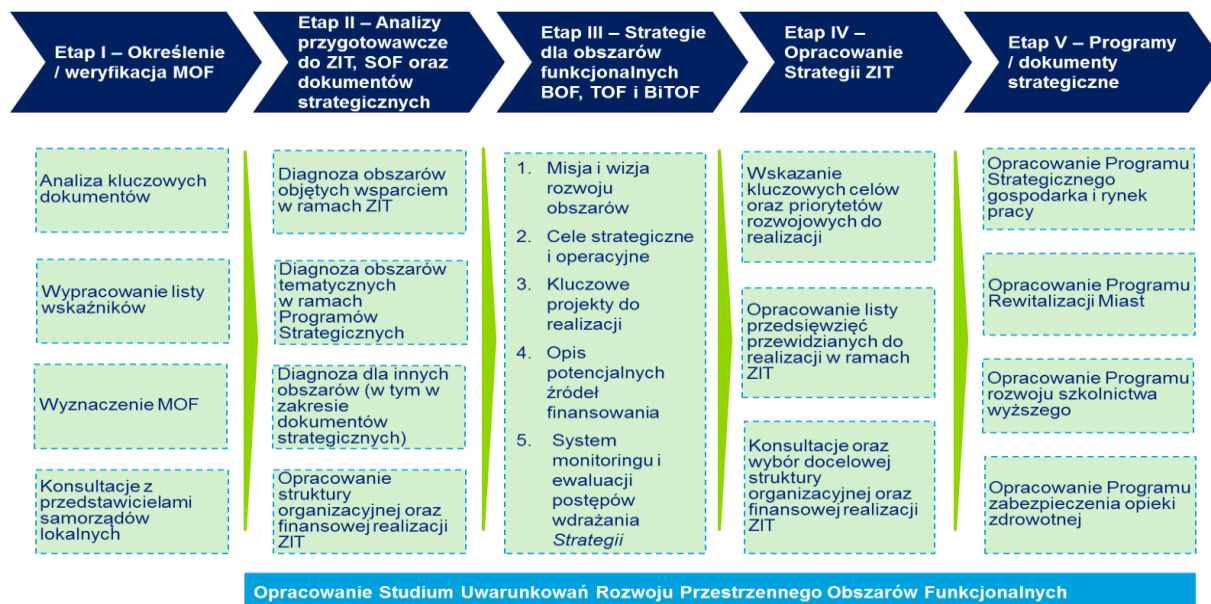 Etap I – Określenie
/ weryfikacja MOF
Etap II – Analizy
przygotowawcze
do ZIT, SOF oraz
dokumentów
strategicznych
Etap III – Strategie
dla obszarów
funkcjonalnych
BOF, TOF i BiTOF
Etap IV –
Opracowanie
Strategii ZIT
Etap V – Programy
/ dokumenty
strategiczne
Analiza kluczowych
dokumentów
Wypracowanie listy
wskaźników
Wyznaczenie MOF
Konsultacje z
przedstawicielami
samorządów
lokalnych
Diagnoza obszarów
objętych wsparciem
w ramach ZIT
Diagnoza obszarów
tematycznych
w ramach
Programów
Strategicznych
Diagnoza dla innych
obszarów (w tym w
zakresie
dokumentów
strategicznych)
Opracowanie
struktury
organizacyjnej oraz
finansowej realizacji
ZIT
1. Misja i wizja
rozwoju
obszarów
2. Cele strategiczne
i operacyjne
3. Kluczowe
projekty do
realizacji
4. Opis
potencjalnych
źródeł
finansowania
5. System
monitoringu i
ewaluacji
postępów
wdrażania
Strategii
Wskazanie
kluczowych celów
oraz priorytetów
rozwojowych do
realizacji
Opracowanie listy
przedsięwzięć
przewidzianych do
realizacji w ramach
ZIT
Konsultacje oraz
wybór docelowej
struktury
organizacyjnej oraz
finansowej realizacji
ZIT
Opracowanie Programu
Strategicznego
gospodarka i rynek
pracy
Opracowanie Programu
Rewitalizacji Miast
Opracowanie Programu
rozwoju szkolnictwa
wyższego
Opracowanie Programu
zabezpieczenia opieki
zdrowotnej
Opracowanie Studium Uwarunkowań Rozwoju Przestrzennego Obszarów Funkcjonalnych